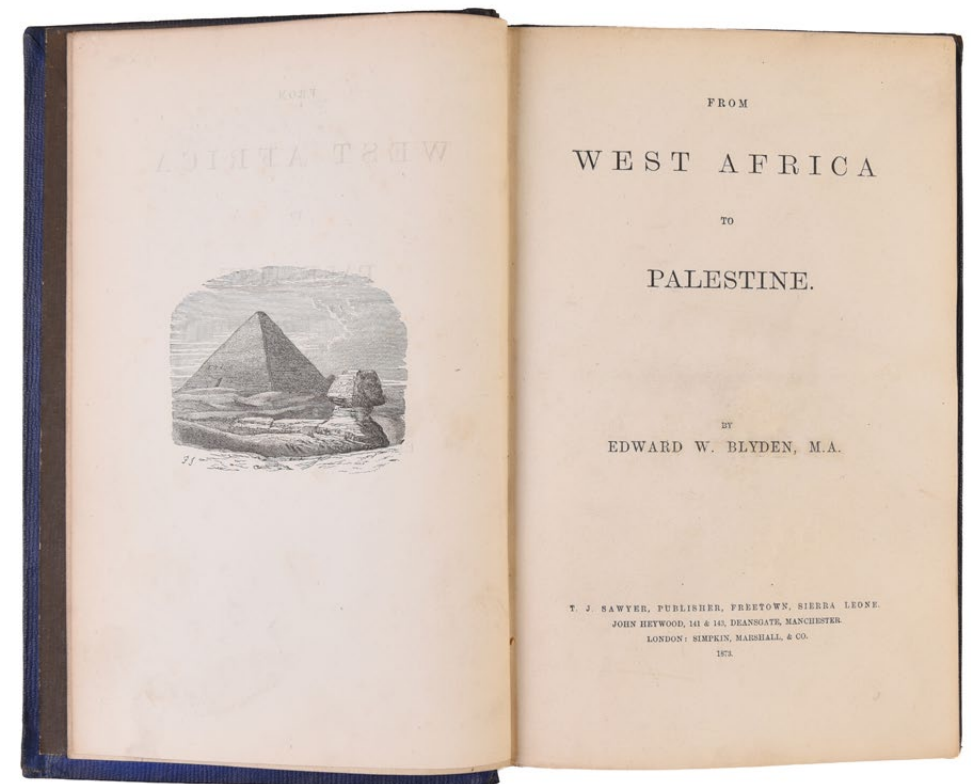 FROM
WEST AFRICA
TO
PALESTINE.
BY
EDWARD W. BLYDEN, M.A.
T. J. SAWYER, PUBLISHER, FREETOWN, SIERRA LEONE.
JOHN HEYWOOD, 141 & 143, DEANSGATE, MANCHESTER.
LONDON: SIMPKIN, MARSHALL, & CO.
1873.